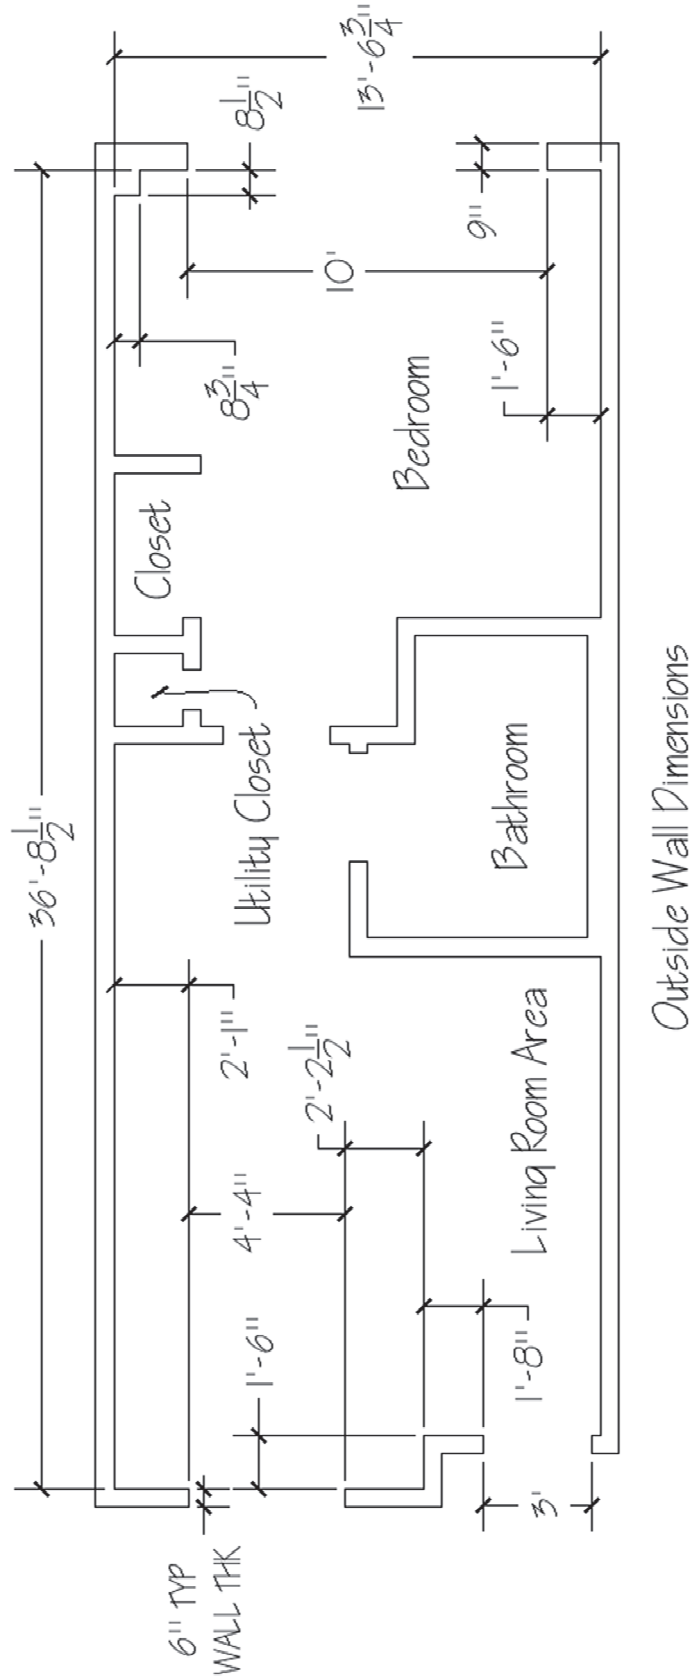 36'-8 1/2"
13'-6 3/4"
8 1/2"
10'
9"
8 3/4"
1'-6"
Closet
Bedroom
Utility Closet
Bathroom
2'-1"
2'-2 1/2"
4'-4"
Living Room Area
1'-6"
1'-8"
3'
6" TYP
WALL THK
Outside Wall Dimensions